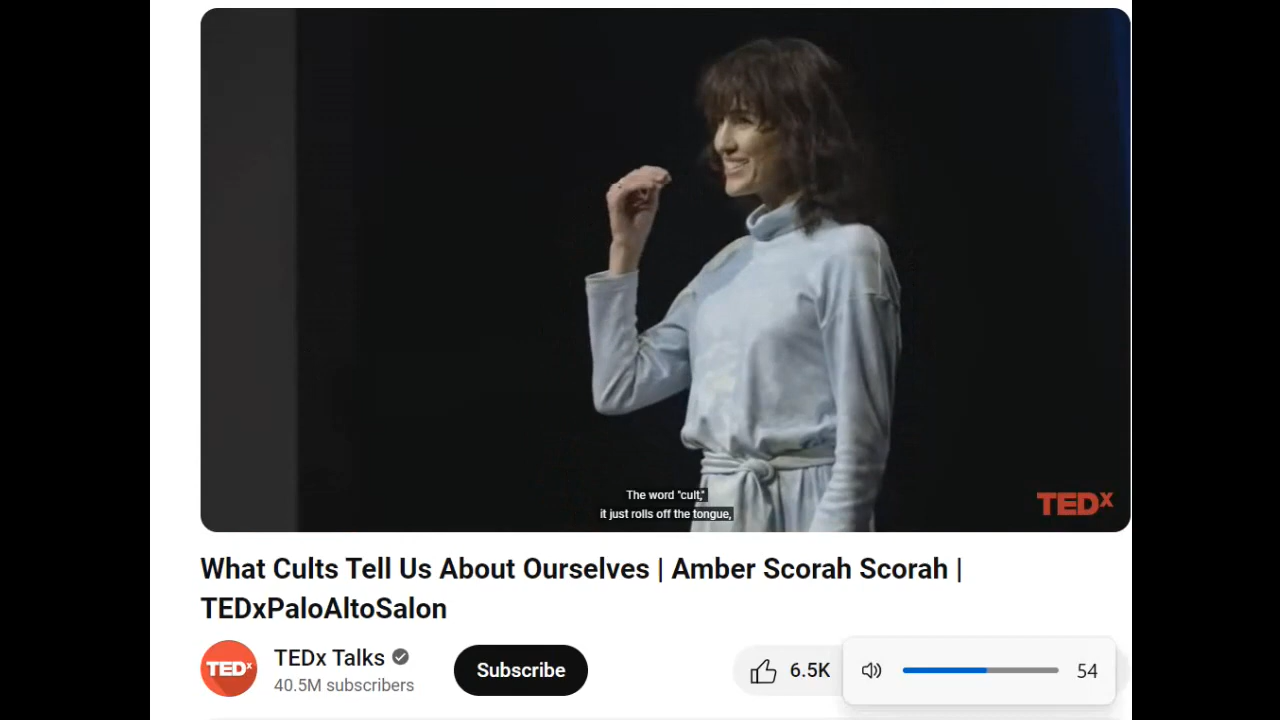 The word "cult,"
it just rolls off the tongue,
TEDx
What Cults Tell Us About Ourselves | Amber Scorah Scorah |
TEDxPaloAltoSalon
TEDx
TEDx Talks
40.5M subscribers
Subscribe
6.5K
54